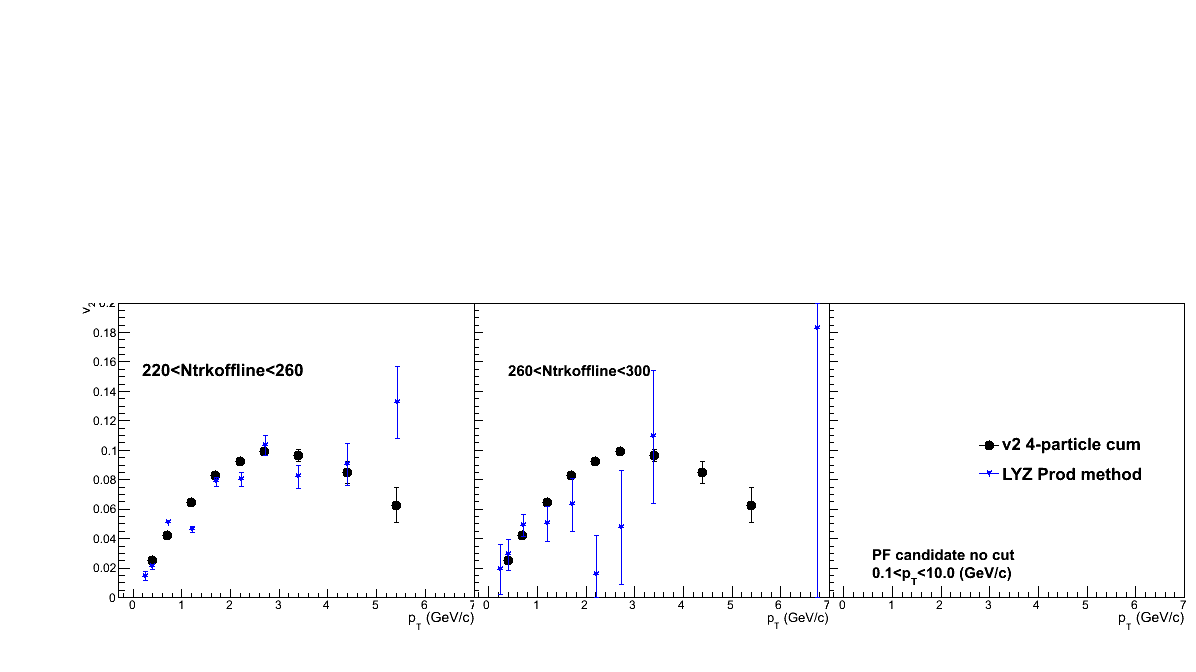 v2 0.2
0.18
0.16
0.14
0.12
0.1
0.08
0.06
0.04
0.02
0
220<Ntrkoffline<260
260<Ntrkoffline<300
v2 4-particle cum
LYZ Prod method
PF candidate no cut
0.1<pT<10.0 (GeV/c)
0 1 2 3 4 5 6 7
0 1 2 3 4 5 6 7
0 1 2 3 4 5 6 7
pT (GeV/c)
pT (GeV/c)
pT (GeV/c)